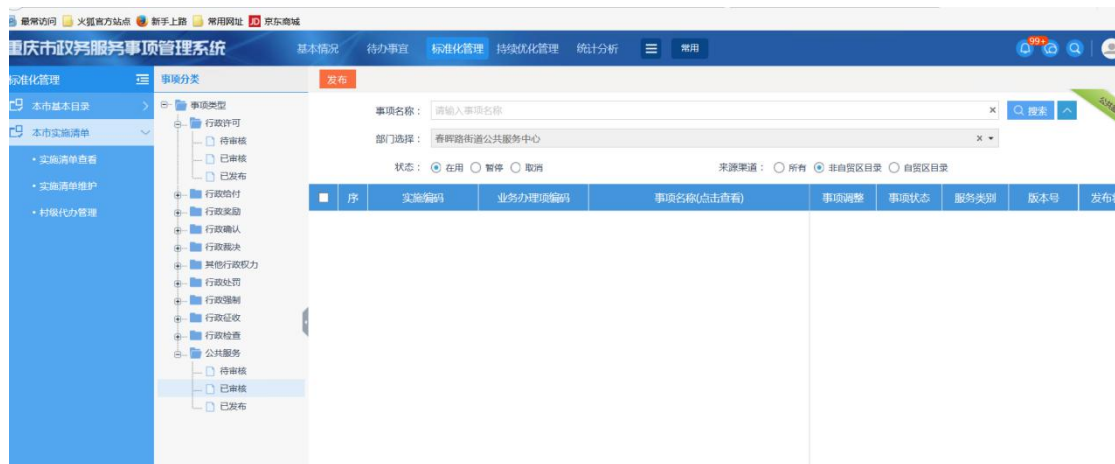 最常访问 火狐官方站点 新手上路 常用网址 JD 京东商城
重庆市政务服务事项管理系统 基本情况 待办事宜 标准化管理 持续优化管理 统计分析 常用 99+
标准化管理 事项分类 发布
本市基本目录
本市实施清单
• 实施清单查看
• 实施清单维护
• 村级代办管理
事项类型
行政许可
待审核
已审核
已发布
行政给付
行政奖励
行政确认
行政裁决
其他行政权力
行政处罚
行政强制
行政征收
行政检查
公共服务
待审核
已审核
已发布
事项名称： 请输入事项名称 × 搜索
部门选择： 春晖路街道公共服务中心 ×
状态： 在用 暂停 取消 来源渠道： 所有 非自贸区目录 自贸区目录
序 实施编码 业务办理项编码 事项名称(点击查看) 事项调整 事项状态 服务类别 版本号